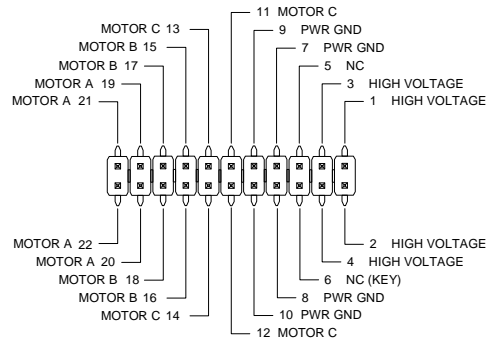 11 MOTOR C
MOTOR C 13
9 PWR GND
MOTOR B 15
7 PWR GND
MOTOR B 17
5 NC
MOTOR A 19
3 HIGH VOLTAGE
MOTOR A 21
1 HIGH VOLTAGE
MOTOR A 22
2 HIGH VOLTAGE
MOTOR A 20
4 HIGH VOLTAGE
MOTOR B 18
6 NC (KEY)
MOTOR B 16
8 PWR GND
MOTOR C 14
10 PWR GND
12 MOTOR C